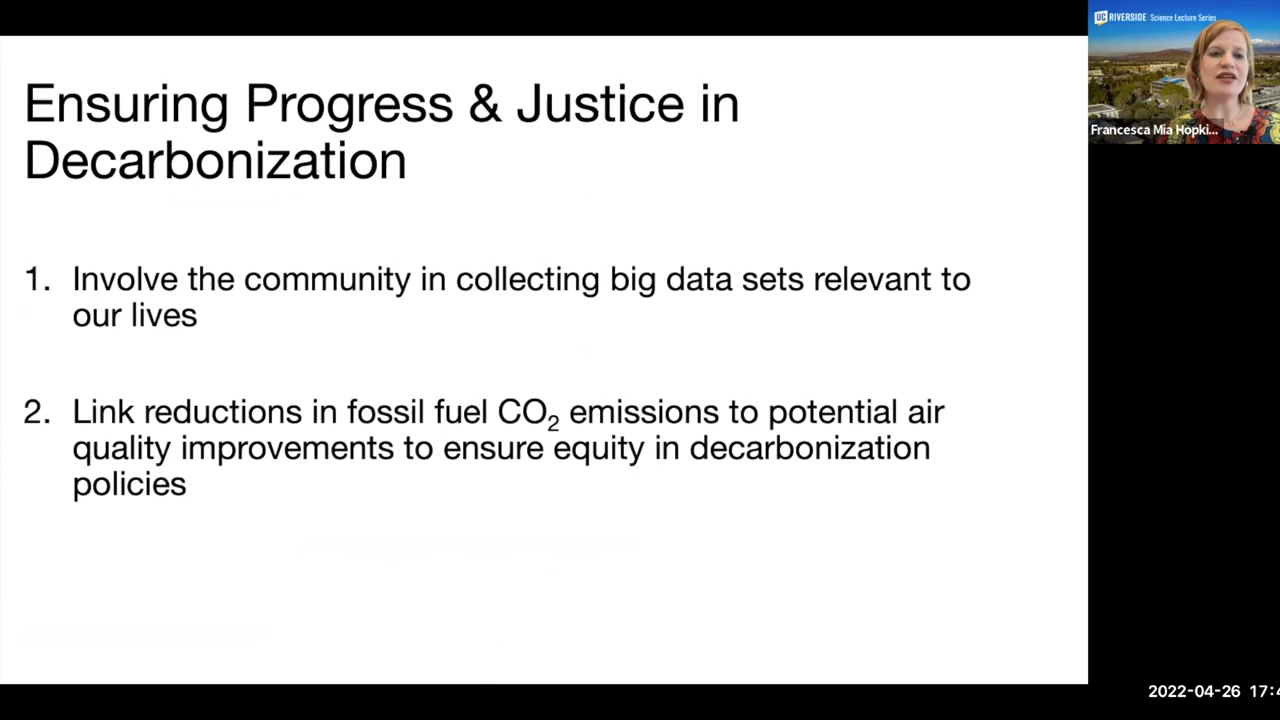 Ensuring Progress & Justice in
Decarbonization
1. Involve the community in collecting big data sets relevant to
our lives
2. Link reductions in fossil fuel CO₂ emissions to potential air
quality improvements to ensure equity in decarbonization
policies
UC RIVERSIDE Science Lecture Series
Francesca Mia Hopki...
2022-04-26 17:4